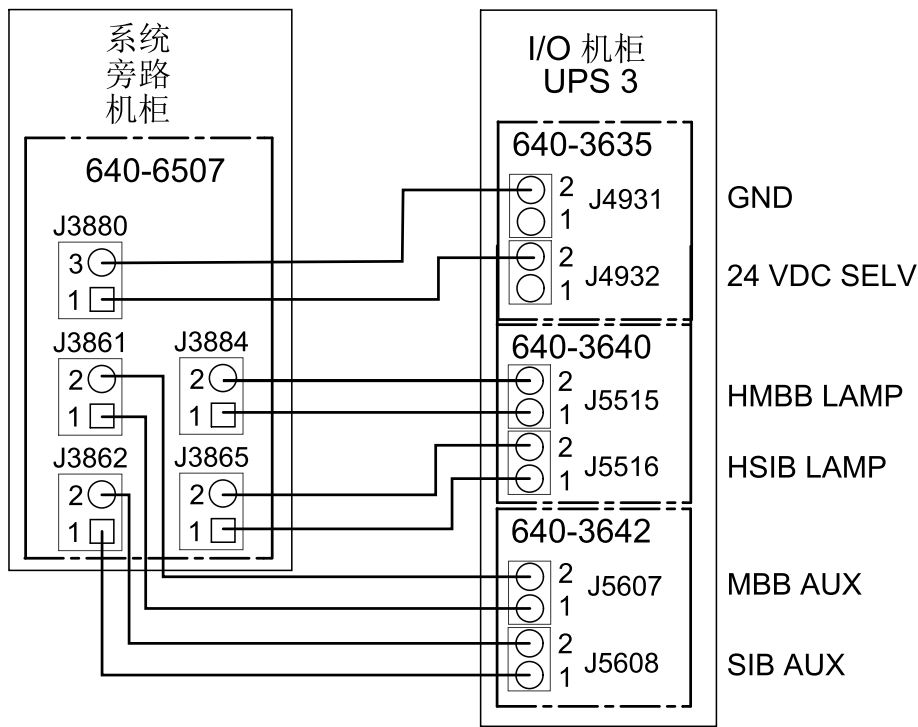 系统
旁路
机柜
640-6507
J3880
3
1
J3861
2
1
J3884
2
1
J3862
2
1
J3865
2
1
I/O 机柜
UPS 3
640-3635
2
1
J4931
GND
2
1
J4932
24 VDC SELV
640-3640
2
1
J5515
HMBB LAMP
2
1
J5516
HSIB LAMP
640-3642
2
1
J5607
MBB AUX
2
1
J5608
SIB AUX